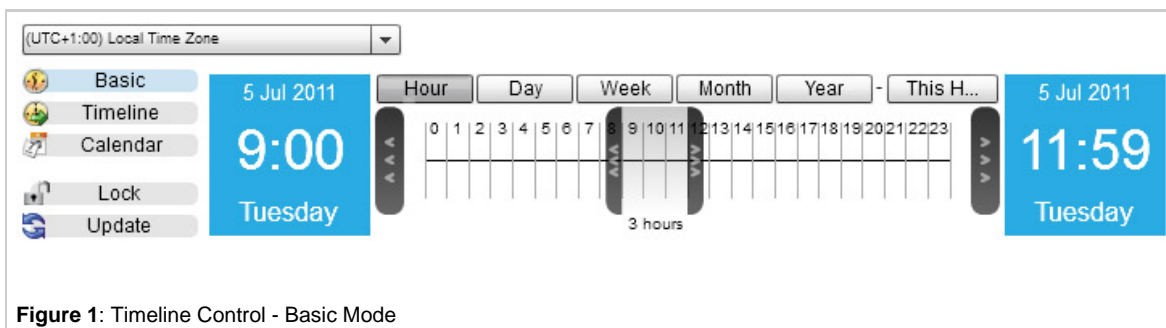 (UTC+1:00) Local Time Zone
Basic
Timeline
Calendar
Lock
Update
5 Jul 2011
9:00
Tuesday
Hour Day Week Month Year - This H...
0 1 2 3 4 5 6 7 8 9 10 11 12 13 14 15 16 17 18 19 20 21 22 23
3 hours
5 Jul 2011
11:59
Tuesday
Figure 1: Timeline Control - Basic Mode